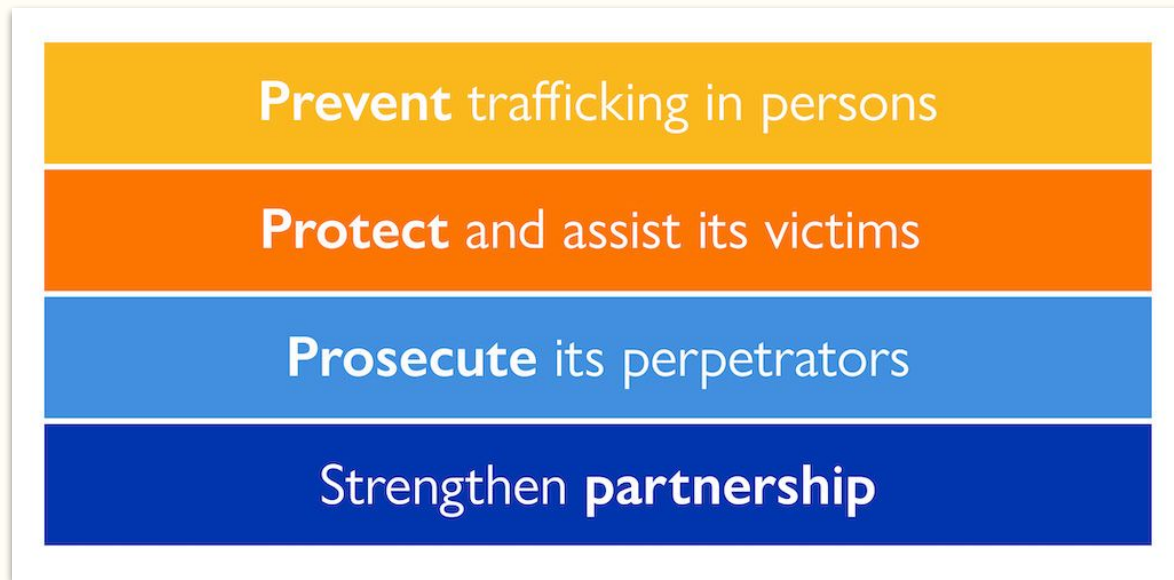 Prevent trafficking in persons
Protect and assist its victims
Prosecute its perpetrators
Strengthen partnership